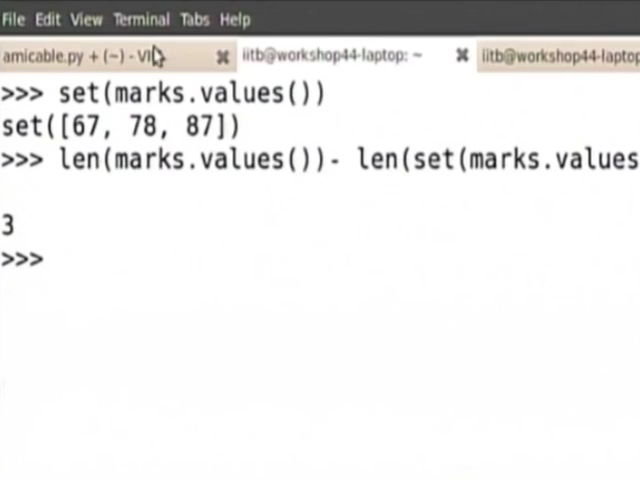 File Edit View Terminal Tabs Help
amicable.py + (~) - VI iitb@workshop44-laptop: ~ iitb@workshop44-laptop
>>> set(marks.values())
set([67, 78, 87])
>>> len(marks.values())- len(set(marks.values
3
>>>